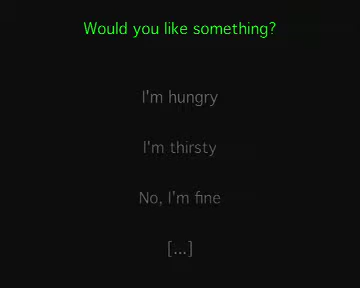 Would you like something?
I'm hungry
I'm thirsty
No, I'm fine
[...]